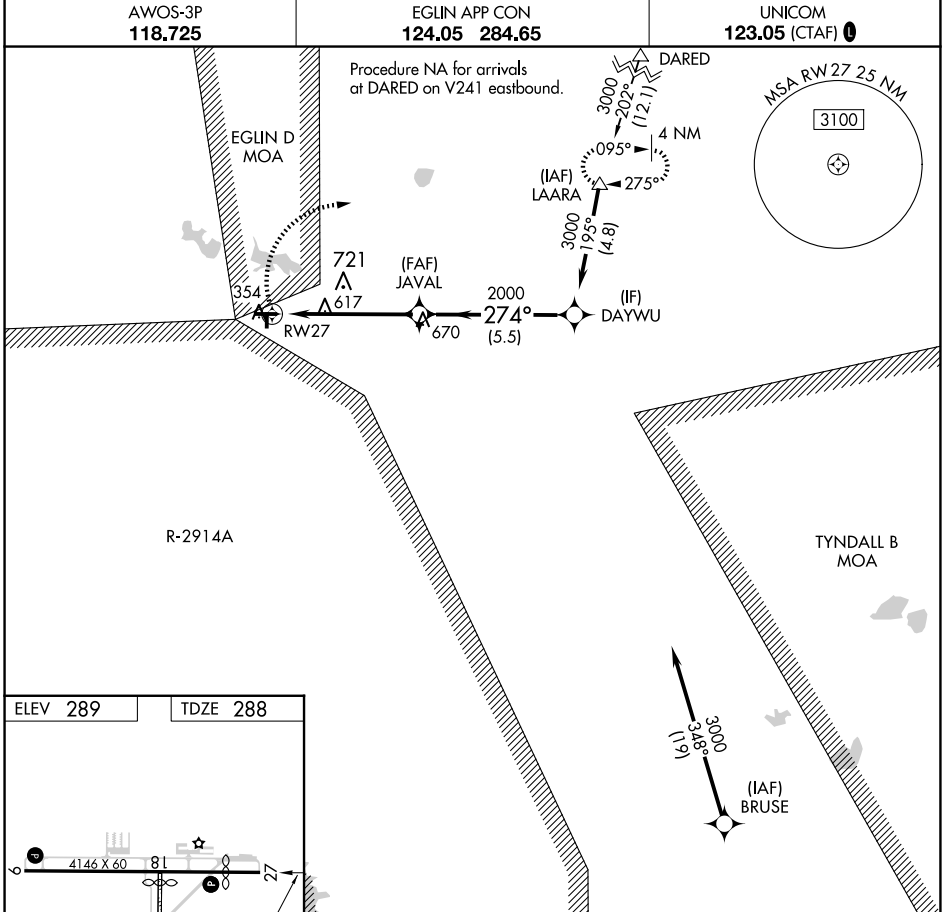 AWOS-3P
118.725
EGLIN APP CON
124.05 284.65
UNICOM
123.05 (CTAF) L
Procedure NA for arrivals
at DARED on V241 eastbound.
DARED
3000
202°
(12.1)
4 NM
095°
275°
(IAF)
LAARA
3000
195°
(4.8)
MSA RW 27 25 NM
3100
EGLIN D
MOA
354
721
617
RW27
(FAF)
JAVAL
670
2000
274°
(5.5)
(IF)
DAYWU
R-2914A
TYNDALL B
MOA
3000
348°
(19)
(IAF)
BRUSE
ELEV 289
TDZE 288
P
4146 X 60
9
18
27
P